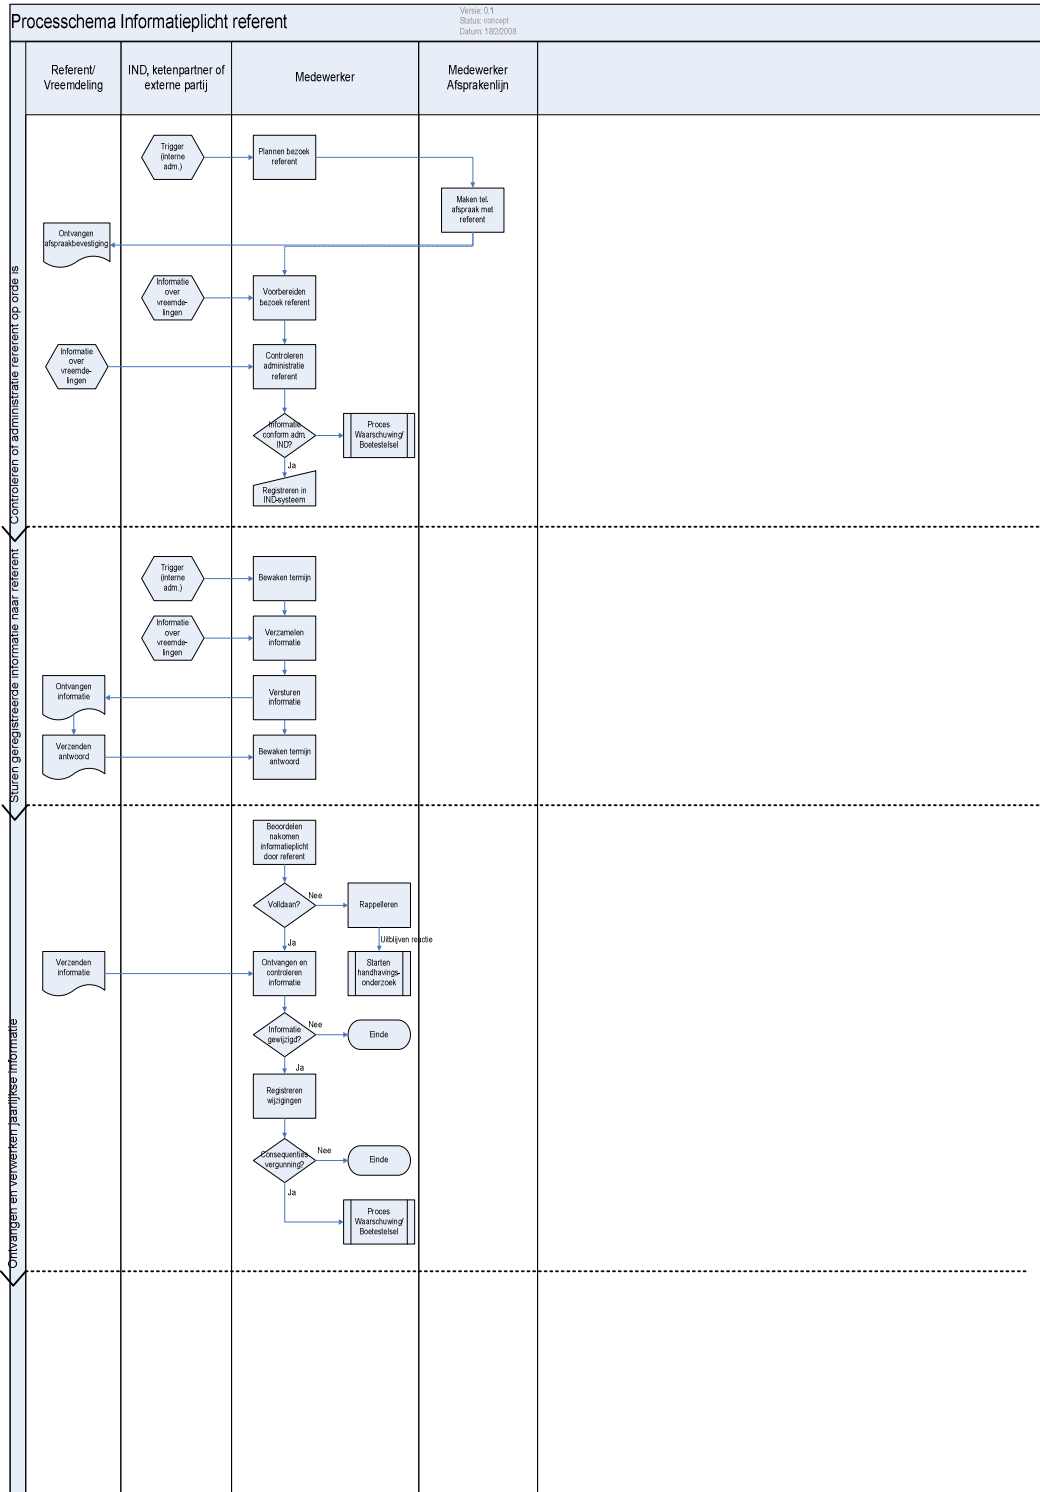 Processchema Informatieplicht referent
Versie: 0.1
Status: concept
Datum: 18/2/2008
Referent/
Vreemdeling
IND, ketenpartner of
externe partij
Medewerker
Medewerker
Afsprakenlijn
Controleren of administratie rererent op orde is
Trigger
(interne
adm.)
Plannen bezoek
referent
Maken tel.
afspraak met
referent
Ontvangen
afspraakbevestiging
Informatie
over
vreemde-
lingen
Voorbereiden
bezoek referent
Informatie
over
vreemde-
lingen
Controleren
administratie
referent
Informatie
conform adm.
IND?
Proces
Waarschuwing/
Boetestelsel
Ja
Registreren in
IND-systeem
Sturen geregistreerde informatie naar referent
Trigger
(interne
adm.)
Bewaken termijn
Informatie
over
vreemde-
lingen
Verzamelen
informatie
Ontvangen
informatie
Versturen
informatie
Verzenden
antwoord
Bewaken termijn
antwoord
Ontvangen en verwerken jaarlijkse informatie
Beoordelen
nakomen
informatieplicht
door referent
Volldaan?
Nee
Rappelleren
Ja
Uitblijven reactie
Verzenden
informatie
Ontvangen en
controleren
informatie
Starten
handhavings-
onderzoek
Informatie
gewijzigd?
Nee
Einde
Ja
Registreren
wijzigingen
Consequenties
vergunning?
Nee
Einde
Ja
Proces
Waarschuwing/
Boetestelsel